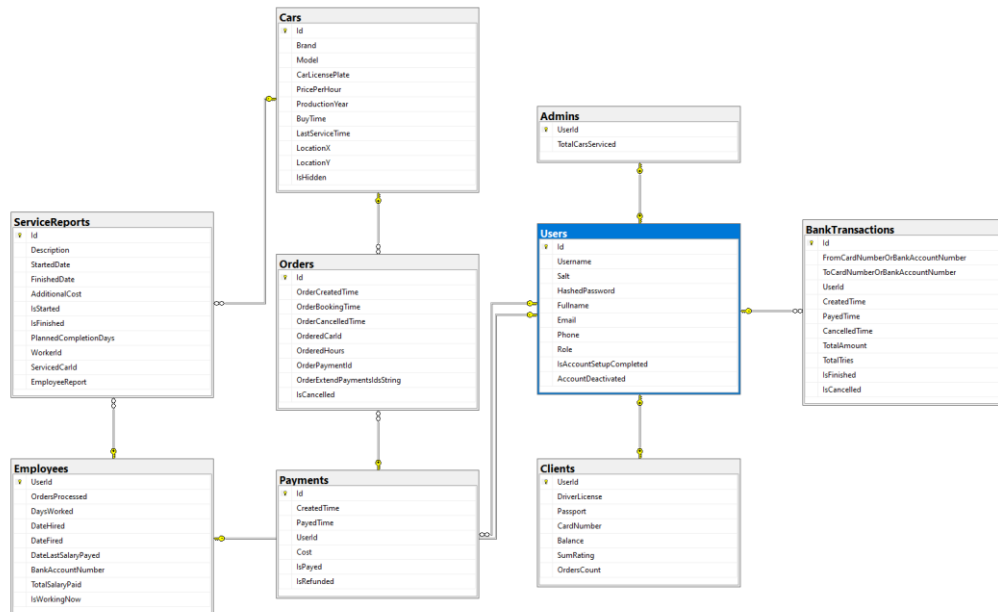 Cars
Id
Brand
Model
CarLicensePlate
PricePerHour
ProductionYear
BuyTime
LastServiceTime
LocationX
LocationY
IsHidden
Admins
UserId
TotalCarsServiced
ServiceReports
Id
Description
StartedDate
FinishedDate
AdditionalCost
IsStarted
IsFinished
PlannedCompletionDays
WorkerId
ServicedCarId
EmployeeReport
Orders
Id
OrderCreatedTime
OrderBookingTime
OrderCancelledTime
OrderedCarId
OrderedHours
OrderPaymentId
OrderExtendPaymentsIdsString
IsCancelled
Users
Id
Username
Salt
HashedPassword
Fullname
Email
Phone
Role
IsAccountSetupCompleted
AccountDeactivated
BankTransactions
Id
FromCardNumberOrBankAccountNumber
ToCardNumberOrBankAccountNumber
UserId
CreatedTime
PayedTime
CancelledTime
TotalAmount
TotalTries
IsFinished
IsCancelled
Employees
UserId
OrdersProcessed
DaysWorked
DateHired
DateFired
DateLastSalaryPayed
BankAccountNumber
TotalSalaryPaid
IsWorkingNow
Payments
Id
CreatedTime
PayedTime
UserId
Cost
IsPayed
IsRefunded
Clients
UserId
DriverLicense
Passport
CardNumber
Balance
SumRating
OrdersCount